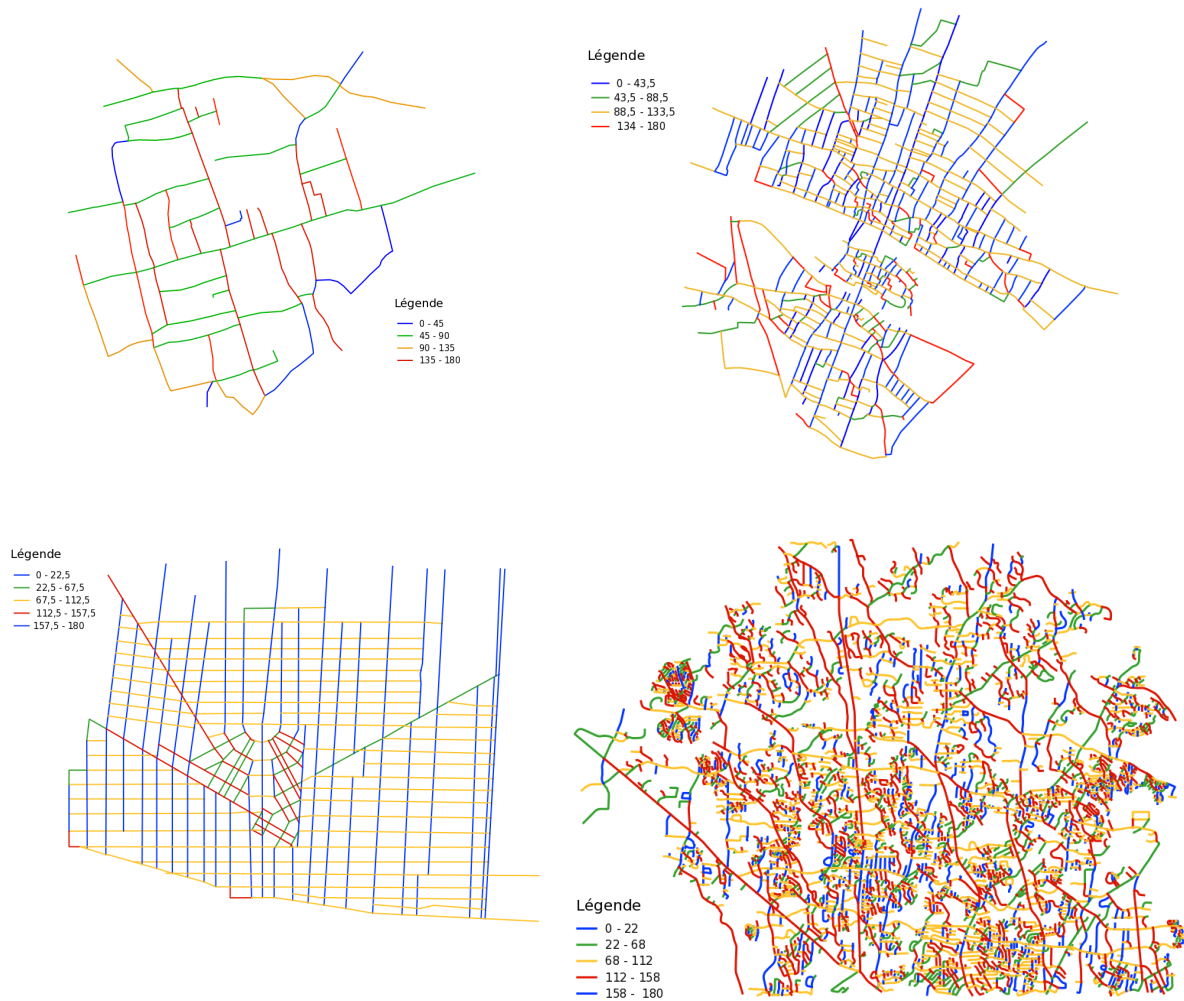 Légende
0 - 43,5
43,5 - 88,5
88,5 - 133,5
134 - 180
Légende
0 - 45
45 - 90
90 - 135
135 - 180
Légende
0 - 22,5
22,5 - 67,5
67,5 - 112,5
112,5 - 157,5
157,5 - 180
Légende
0 - 22
22 - 68
68 - 112
112 - 158
158 - 180